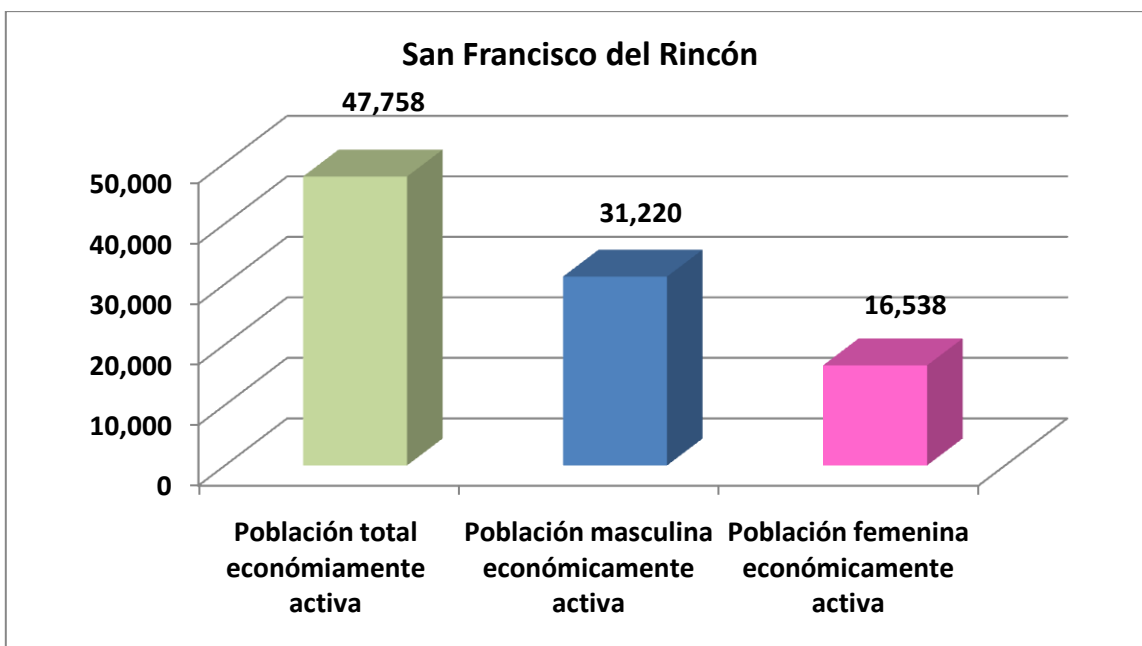 San Francisco del Rincón
47,758
31,220
16,538
50,000
40,000
30,000
20,000
10,000
0
Población total
económiamente
activa
Población masculina
económicamente
activa
Población femenina
económicamente
activa